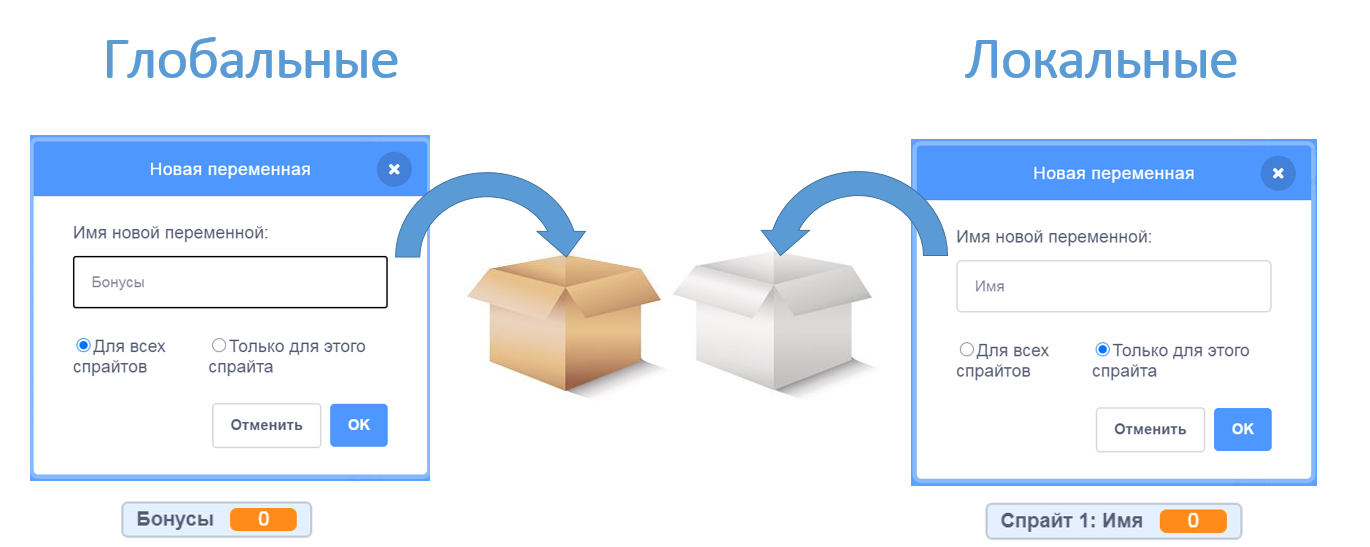 Глобальные
Локальные
Новая переменная
Имя новой переменной:
Бонусы
Для всех спрайтов
Только для этого спрайта
Отменить
OK
Бонусы 0
Новая переменная
Имя новой переменной:
Имя
Для всех спрайтов
Только для этого спрайта
Отменить
OK
Спрайт 1: Имя 0